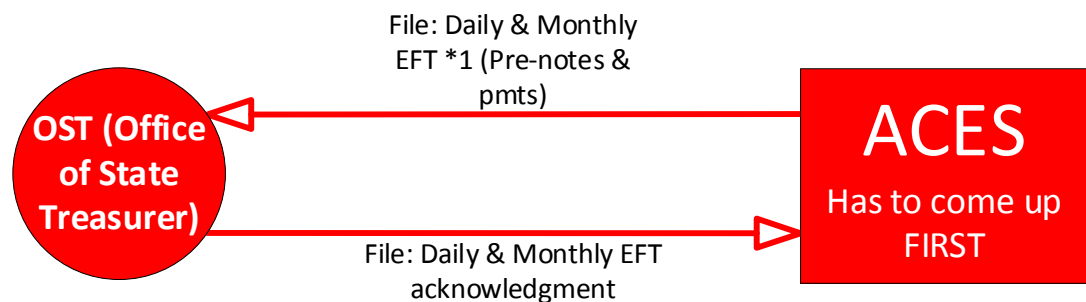 File: Daily & Monthly
EFT *1 (Pre-notes &
pmts)
OST (Office
of State
Treasurer)
ACES
Has to come up
FIRST
File: Daily & Monthly EFT
acknowledgment